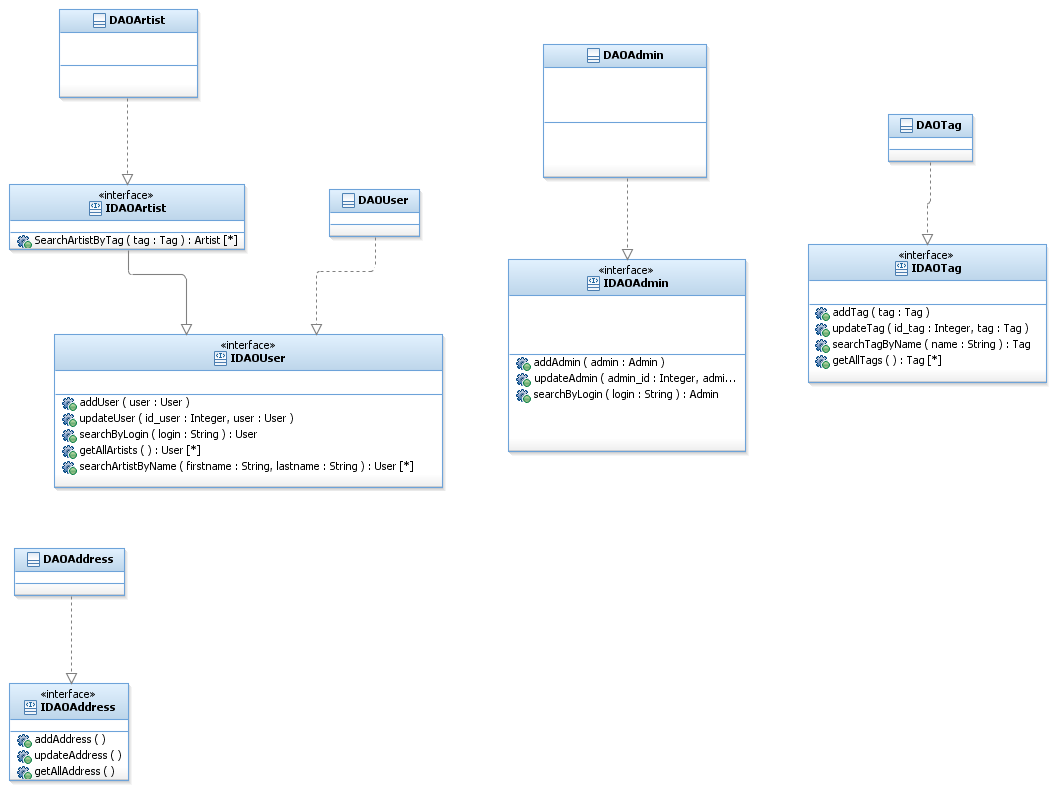 DAOArtist
«interface»
IDAOArtist
SearchArtistByTag ( tag : Tag ) : Artist [*]
DAOUser
«interface»
IDAOUser
addUser ( user : User )
updateUser ( id_user : Integer, user : User )
searchByLogin ( login : String ) : User
getAllArtists ( ) : User [*]
searchArtistByName ( firstname : String, lastname : String ) : User [*]
DAOAdmin
«interface»
IDAOAdmin
addAdmin ( admin : Admin )
updateAdmin ( admin_id : Integer, admi...
searchByLogin ( login : String ) : Admin
DAOTag
«interface»
IDAOTag
addTag ( tag : Tag )
updateTag ( id_tag : Integer, tag : Tag )
searchTagByName ( name : String ) : Tag
getAllTags ( ) : Tag [*]
DAOAddress
«interface»
IDAOAddress
addAddress ( )
updateAddress ( )
getAllAddress ( )